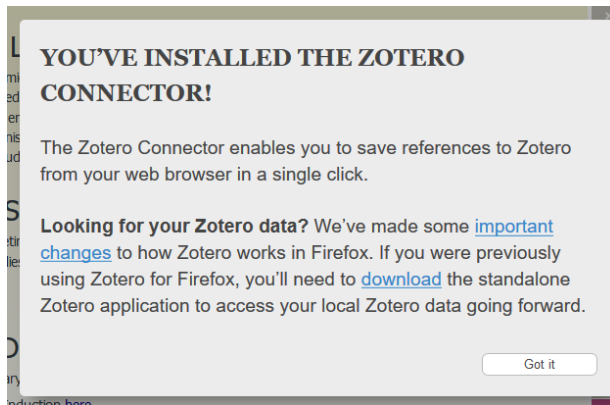 YOU’VE INSTALLED THE ZOTERO
CONNECTOR!
The Zotero Connector enables you to save references to Zotero
from your web browser in a single click.
Looking for your Zotero data? We’ve made some important
changes to how Zotero works in Firefox. If you were previously
using Zotero for Firefox, you’ll need to download the standalone
Zotero application to access your local Zotero data going forward.
Got it
here